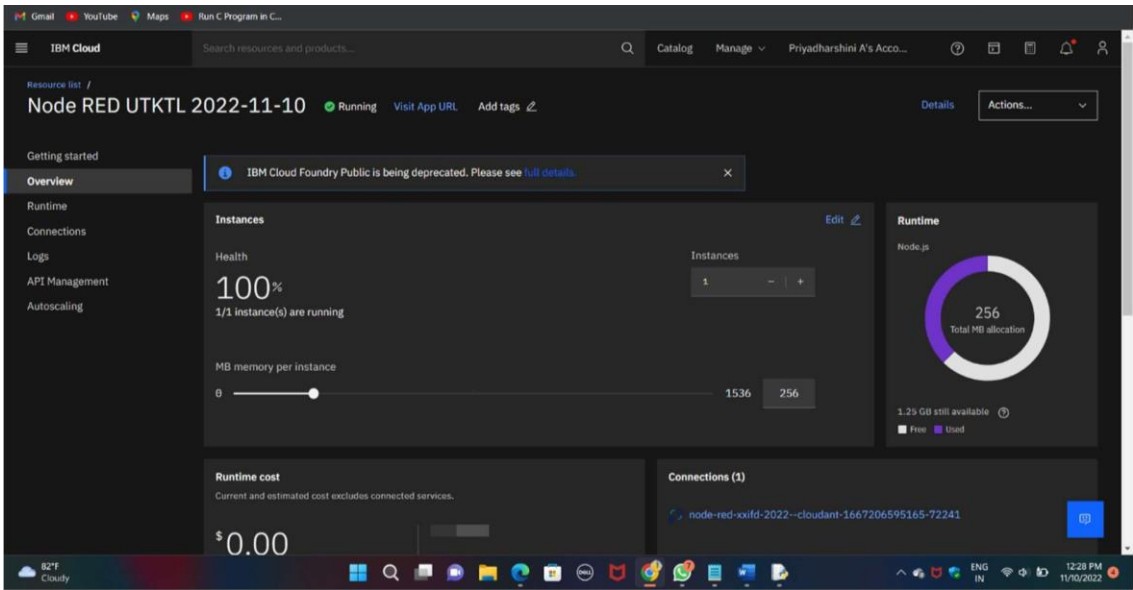 Gmail YouTube Maps Run C Program in C...
IBM Cloud Search resources and products... Catalog Manage Priyadharshini A's Acco...
Resource list /
Node RED UTKTL 2022-11-10 Running Visit App URL Add tags Details Actions...
Getting started
Overview
Runtime
Connections
Logs
API Management
Autoscaling
IBM Cloud Foundry Public is being deprecated. Please see full details.
Instances Edit
Health
100%
1/1 instance(s) are running
Instances
1 - +
MB memory per instance
0 1536 256
Runtime
Node.js
256
Total MB allocation
1.25 GB still available
Free Used
Runtime cost
Current and estimated cost excludes connected services.
$0.00
Connections (1)
node-red-xxifd-2022--cloudant-1667206595165-72241
82°F
Cloudy
DELL
ENG
IN
12:28 PM
11/10/2022
4